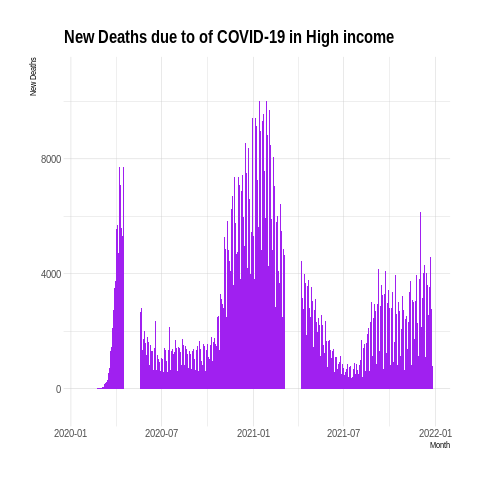 New Deaths due to of COVID-19 in High income
New Deaths
8000
4000
0
2020-01 2020-07 2021-01 2021-07 2022-01
Month